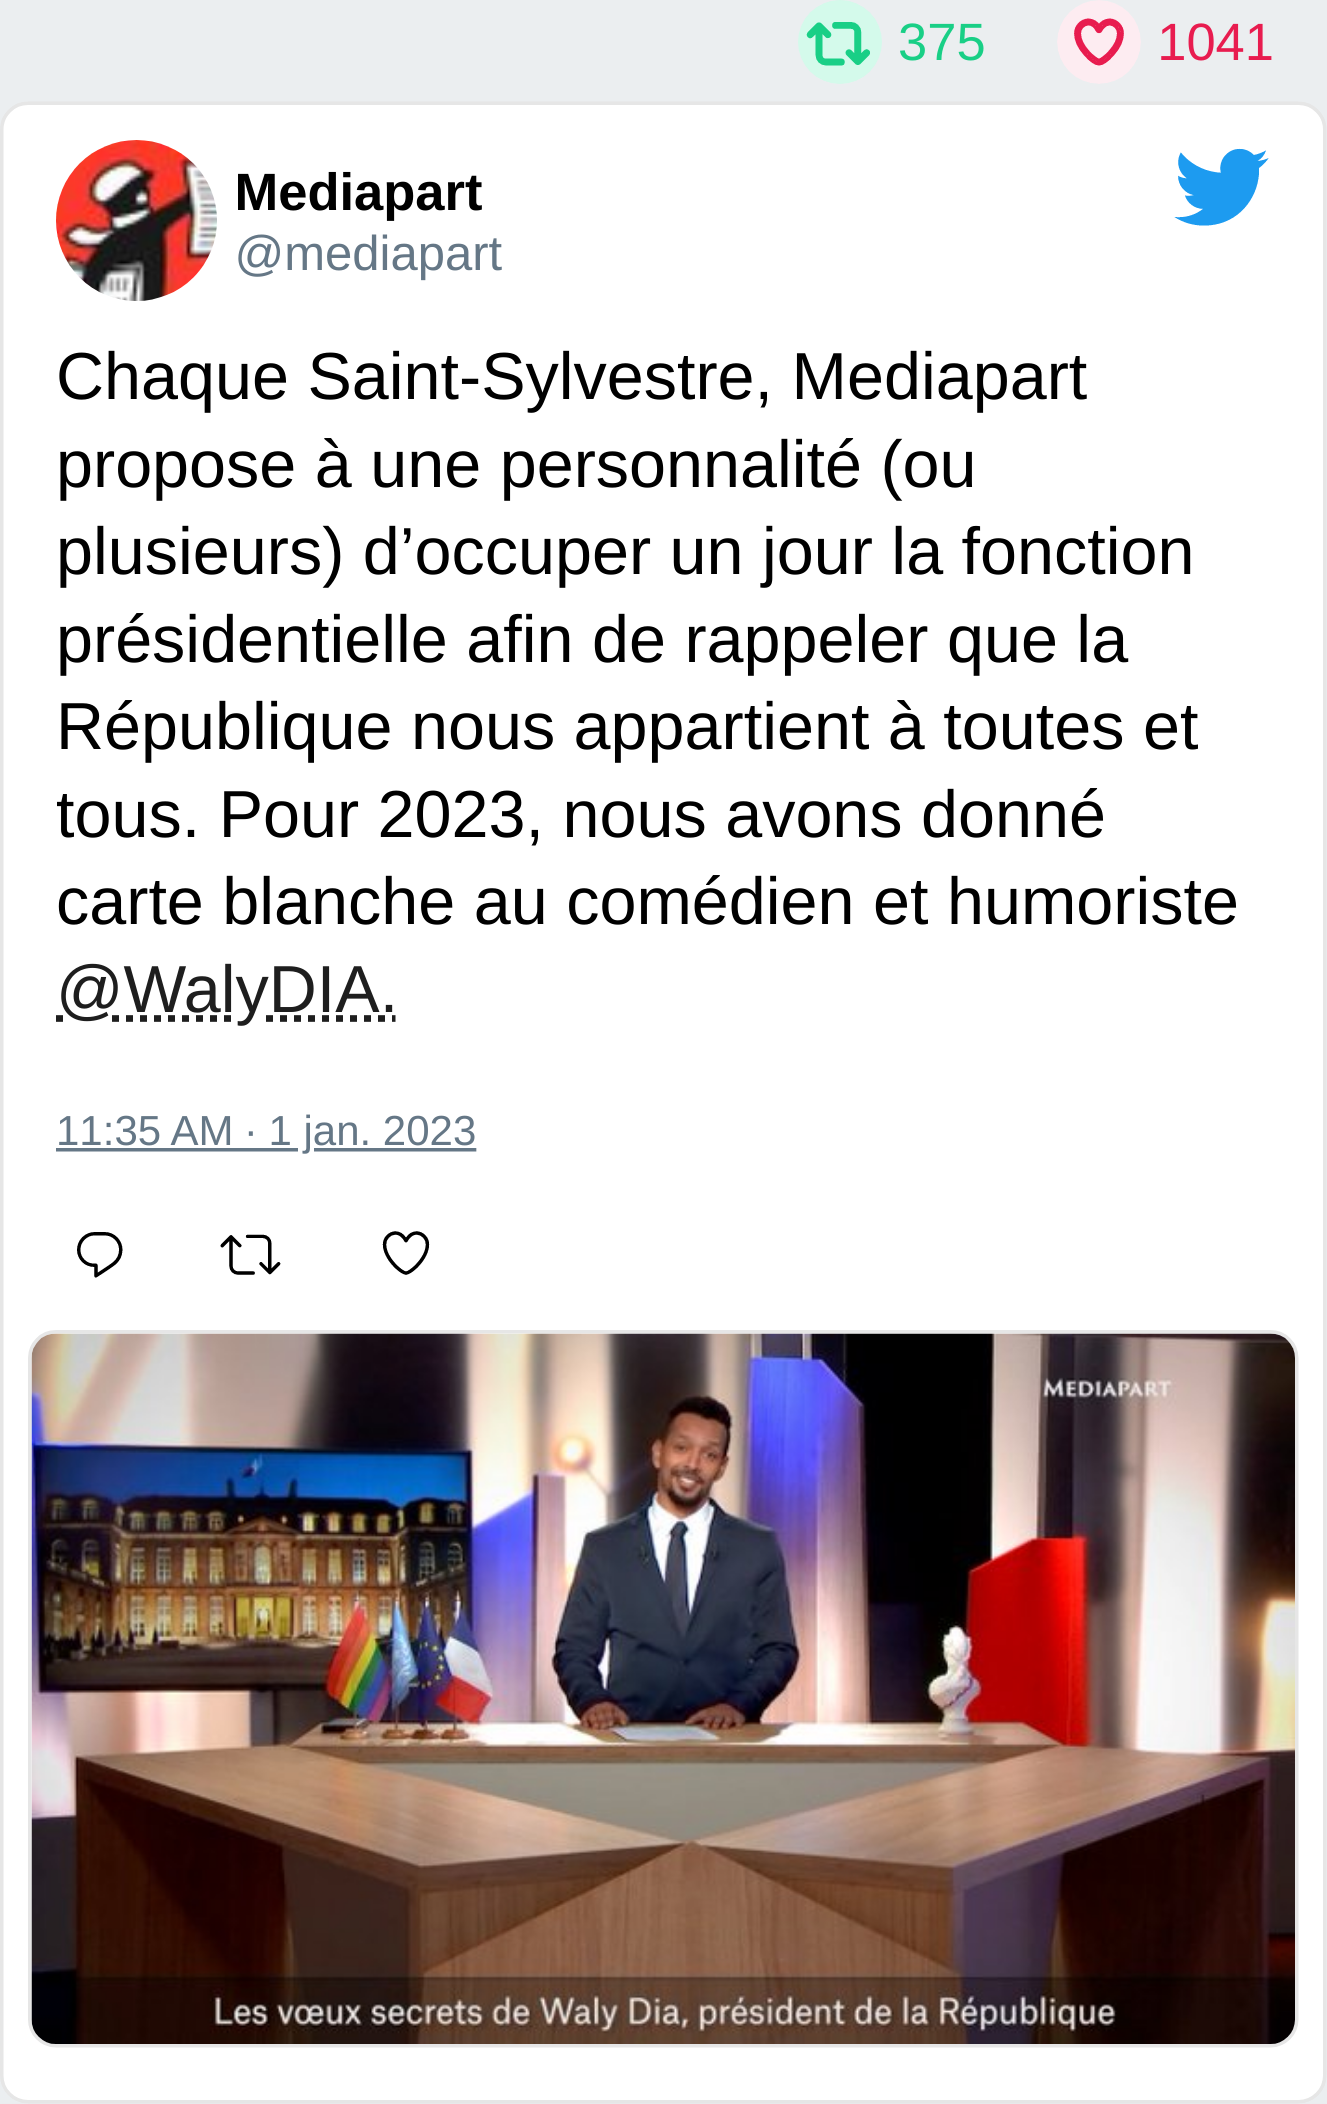 375 1041
Mediapart
@mediapart
Chaque Saint-Sylvestre, Mediapart
propose à une personnalité (ou
plusieurs) d’occuper un jour la fonction
présidentielle afin de rappeler que la
République nous appartient à toutes et
tous. Pour 2023, nous avons donné
carte blanche au comédien et humoriste
@WalyDIA.
11:35 AM · 1 jan. 2023
MEDIAPART
Les vœux secrets de Waly Dia, président de la République